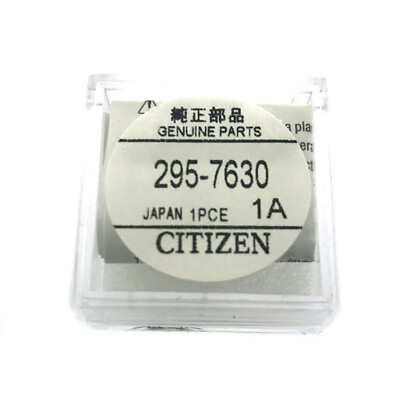 純正部品
GENUINE PARTS
295-7630
JAPAN 1PCE 1A
CITIZEN